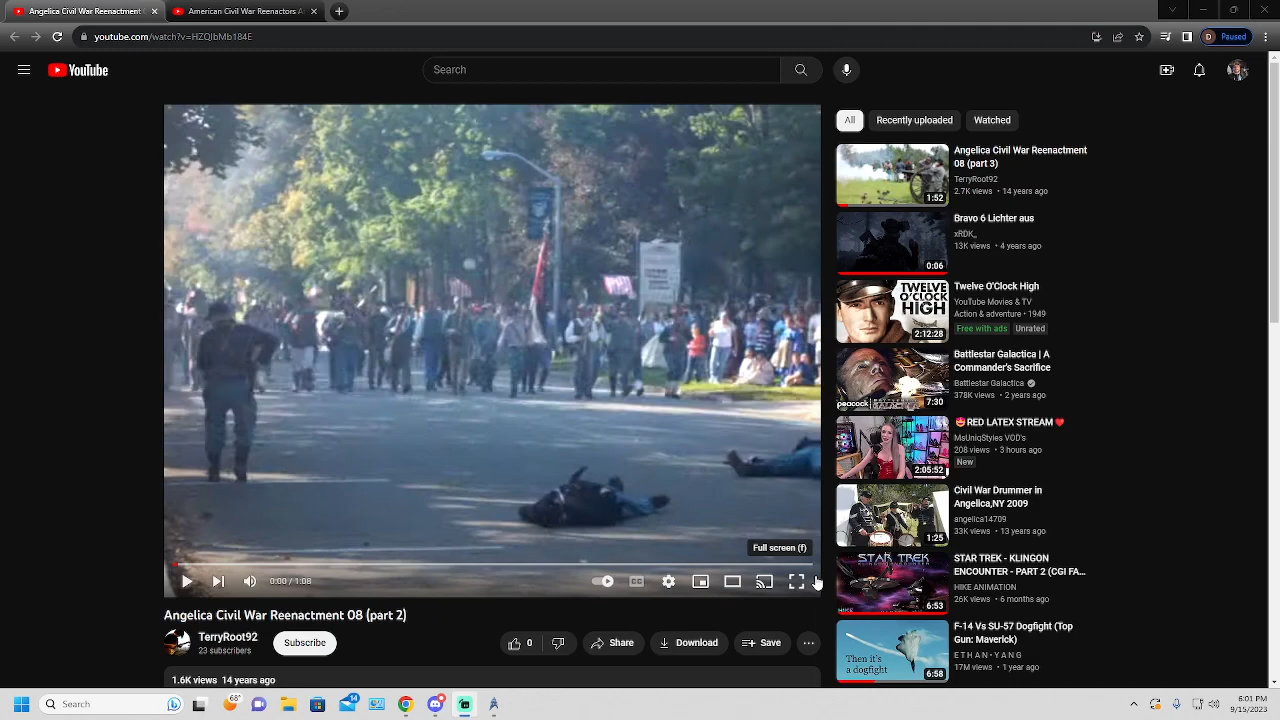 Angelica Civil War Reenactment
American Civil War Reenactors A
youtube.com/watch?v=HZQlbMb184E
D
Paused
YouTube
Search
All
Recently uploaded
Watched
Angelica Civil War Reenactment
08 (part 3)
TerryRoot92
2.7K views • 14 years ago
1:52
Bravo 6 Lichter aus
xRDK„
13K views • 4 years ago
0:06
Twelve O'Clock High
YouTube Movies & TV
Action & adventure • 1949
Free with ads
Unrated
TWELVE
O'CLOCK
HIGH
2:12:28
Battlestar Galactica | A
Commander's Sacrifice
Battlestar Galactica
378K views • 2 years ago
peacock
7:30
🤩RED LATEX STREAM❤️
MsUniqStyles VOD's
208 views • 3 hours ago
New
2:05:52
Civil War Drummer in
Angelica,NY 2009
angelica14709
33K views • 13 years ago
1:25
STAR TREK - KLINGON
ENCOUNTER - PART 2 (CGI FA...
HIKE ANIMATION
26K views • 6 months ago
STAR TREK
HIKE
6:53
F-14 Vs SU-57 Dogfight (Top
Gun: Maverick)
E T H A N • Y A N G
17M views • 1 year ago
Then it's
a dogfight
6:58
Full screen (f)
0:00 / 1:08
CC
Angelica Civil War Reenactment 08 (part 2)
TerryRoot92
23 subscribers
Subscribe
0
Share
Download
Save
1.6K views 14 years ago
Search
68°
14
6:01 PM
9/15/2023